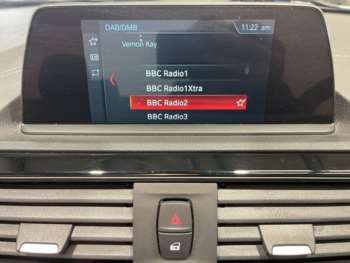 DAB/DMB
11:22 am
Vernon Kay
BBC Radio1
BBC Radio1Xtra
BBC Radio2
BBC Radio3